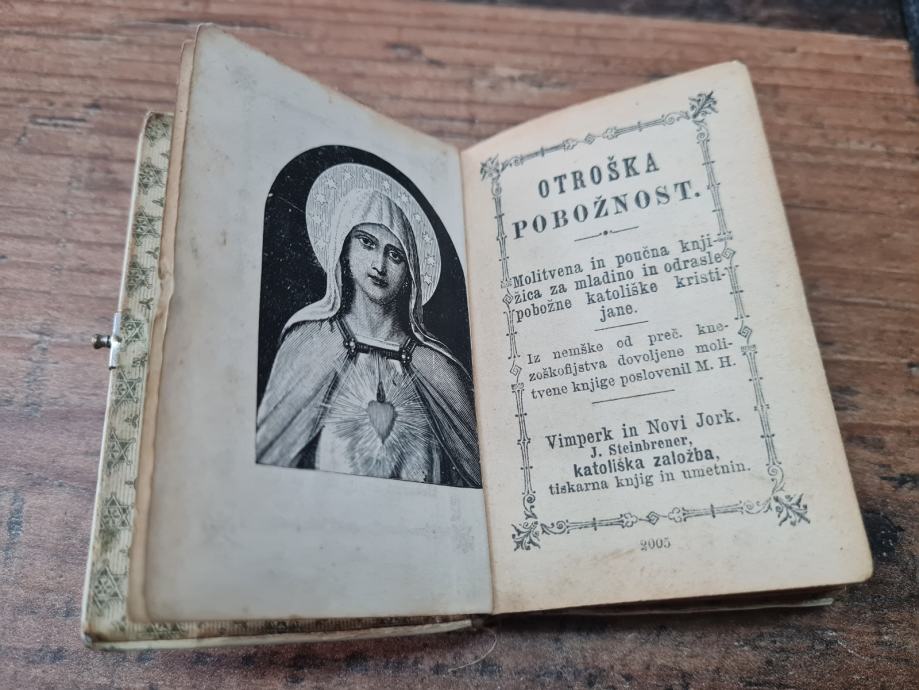 OTROŠKA
POBOŽNOST.
Molitvena in poučna knji-
žica za mladino in odrasle
pobožne katoliške kristi-
jane.
Iz nemške od preč. kne-
zoškofijstva dovoljene moli-
tvene knjige poslovenil M. H.
Vimperk in Novi Jork.
J. Steinbrener,
katoliška založba,
tiskarna knjig in umetnin.
2005